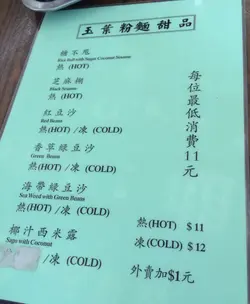 玉葉粉麵甜品
糖不甩
Rice Ball with Sugar Coconut Sesame
熱 (HOT)
芝麻糊
Black Sesame
熱 (HOT)
紅豆沙
Red Beans
熱(HOT) /凍 (COLD)
香草綠豆沙
Green Beans
熱(HOT) /凍 (COLD)
海帶綠豆沙
Sea Weed with Green Beans
熱(HOT) /凍 (COLD)
椰汁西米露
Sago with Coconut
/凍 (COLD)
每位最低消費11元
熱(HOT) $11
凍(COLD) $12
外賣加$1元